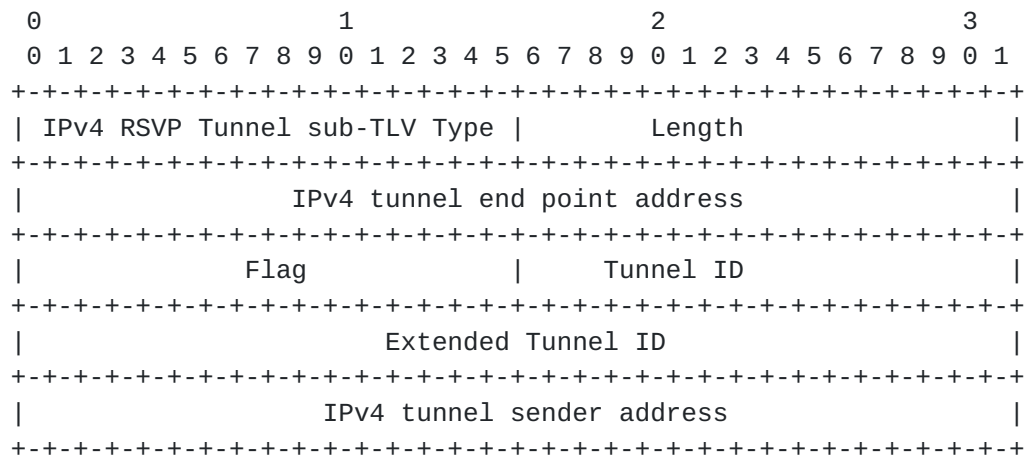 0                   1                   2                   3
 0 1 2 3 4 5 6 7 8 9 0 1 2 3 4 5 6 7 8 9 0 1 2 3 4 5 6 7 8 9 0 1
+-+-+-+-+-+-+-+-+-+-+-+-+-+-+-+-+-+-+-+-+-+-+-+-+-+-+-+-+-+-+-+-+
| IPv4 RSVP Tunnel sub-TLV Type |        Length                 |
+-+-+-+-+-+-+-+-+-+-+-+-+-+-+-+-+-+-+-+-+-+-+-+-+-+-+-+-+-+-+-+-+
|                 IPv4 tunnel end point address                 |
+-+-+-+-+-+-+-+-+-+-+-+-+-+-+-+-+-+-+-+-+-+-+-+-+-+-+-+-+-+-+-+-+
|              Flag             |     Tunnel ID                 |
+-+-+-+-+-+-+-+-+-+-+-+-+-+-+-+-+-+-+-+-+-+-+-+-+-+-+-+-+-+-+-+-+
|                       Extended Tunnel ID                      |
+-+-+-+-+-+-+-+-+-+-+-+-+-+-+-+-+-+-+-+-+-+-+-+-+-+-+-+-+-+-+-+-+
|                   IPv4 tunnel sender address                  |
+-+-+-+-+-+-+-+-+-+-+-+-+-+-+-+-+-+-+-+-+-+-+-+-+-+-+-+-+-+-+-+-+